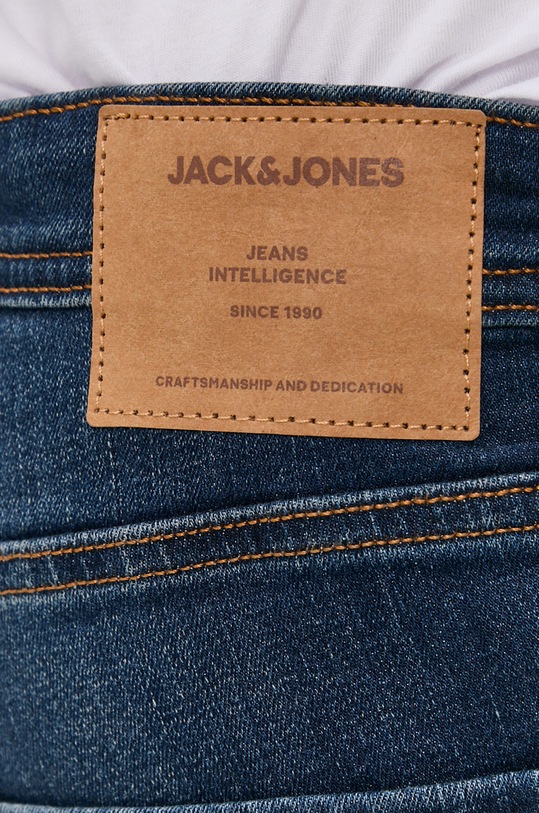 JACK&JONES
JEANS
INTELLIGENCE
SINCE 1990
CRAFTSMANSHIP AND DEDICATION